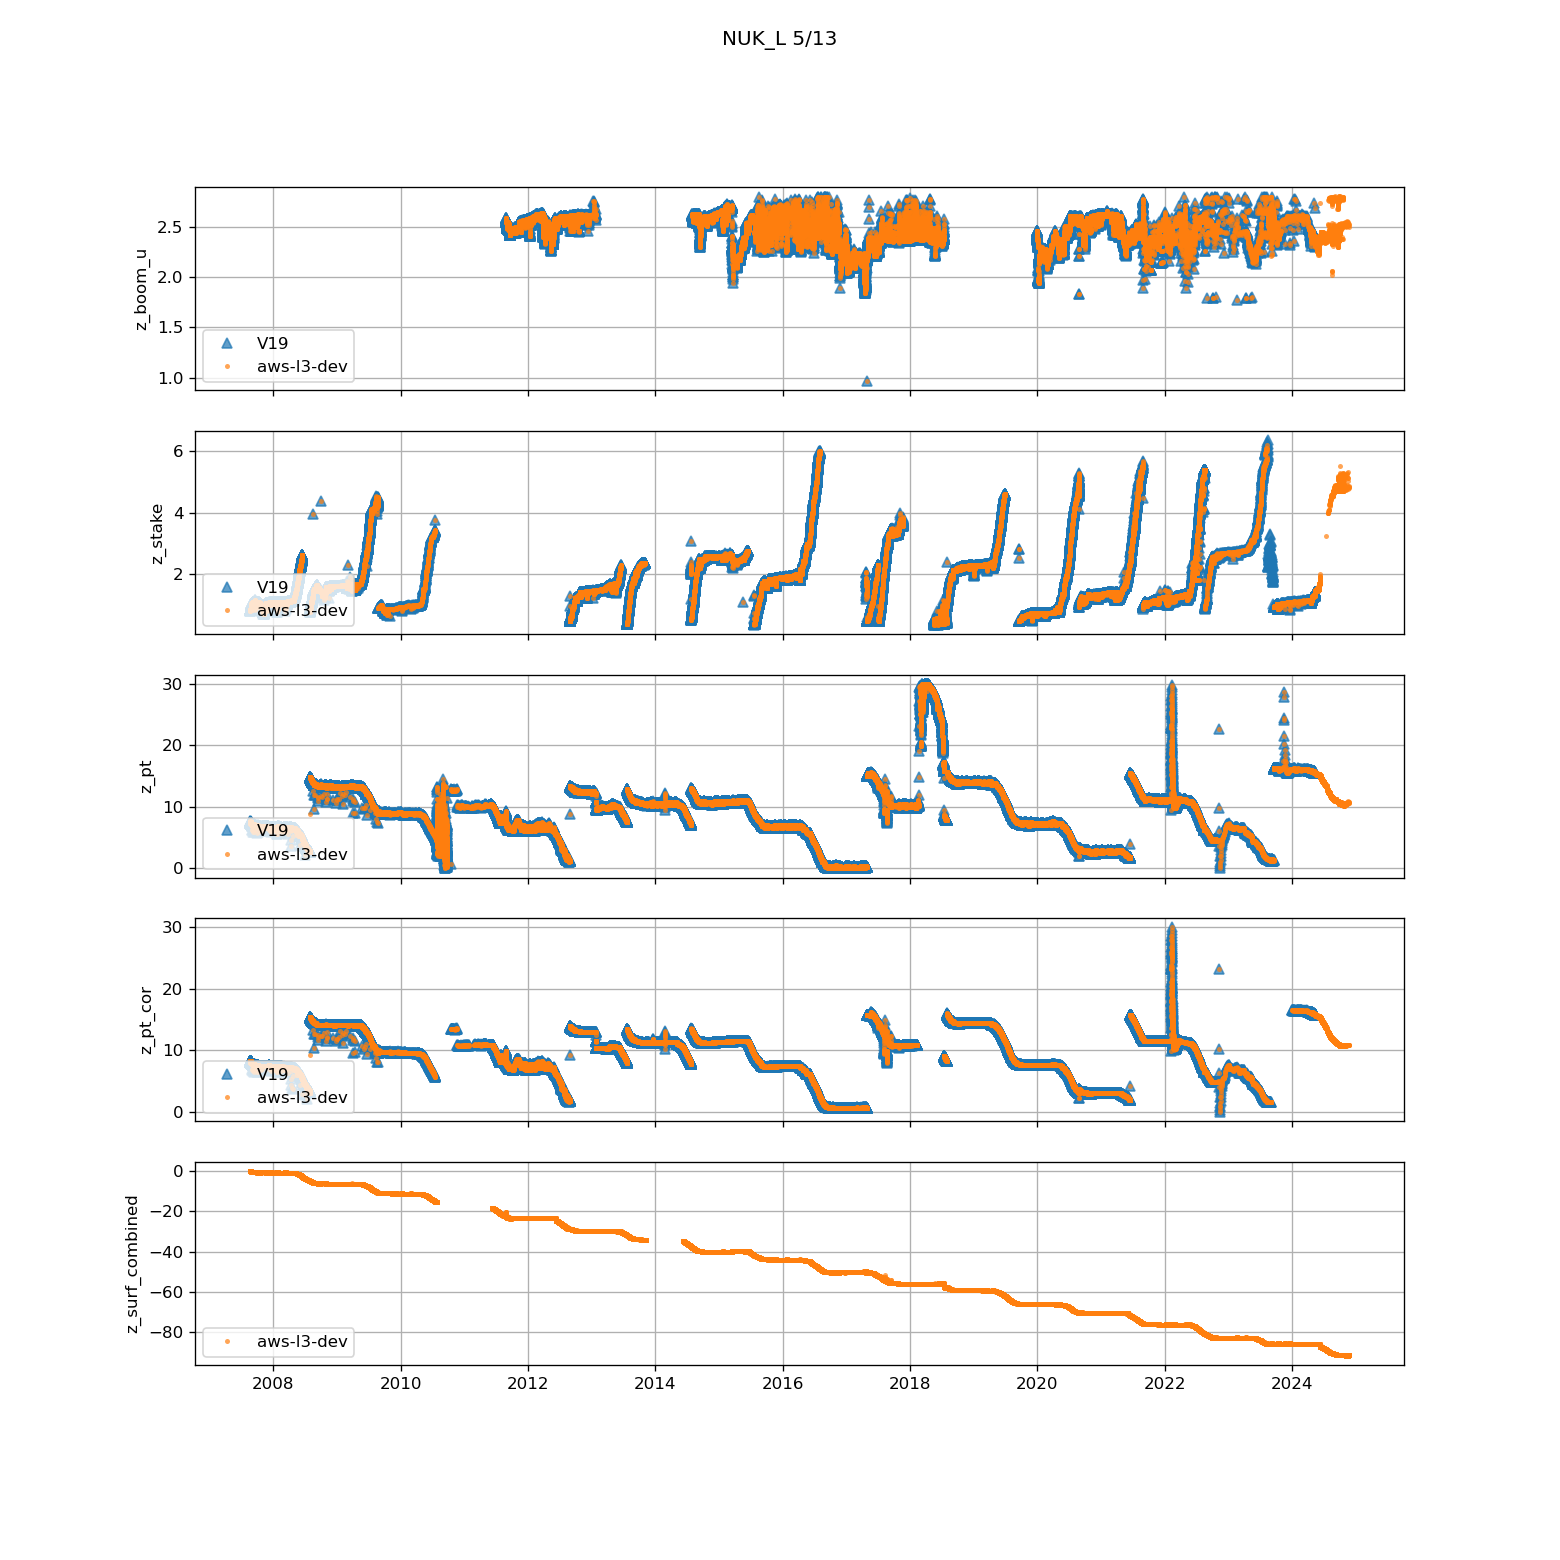 NUK_L 5/13
z_boom_u
2.5
2.0
1.5
1.0
V19
aws-l3-dev
z_stake
6
4
2
V19
aws-l3-dev
z_pt
30
20
10
0
V19
aws-l3-dev
z_pt_cor
30
20
10
0
V19
aws-l3-dev
z_surf_combined
0
−20
−40
−60
−80
aws-l3-dev
2008 2010 2012 2014 2016 2018 2020 2022 2024